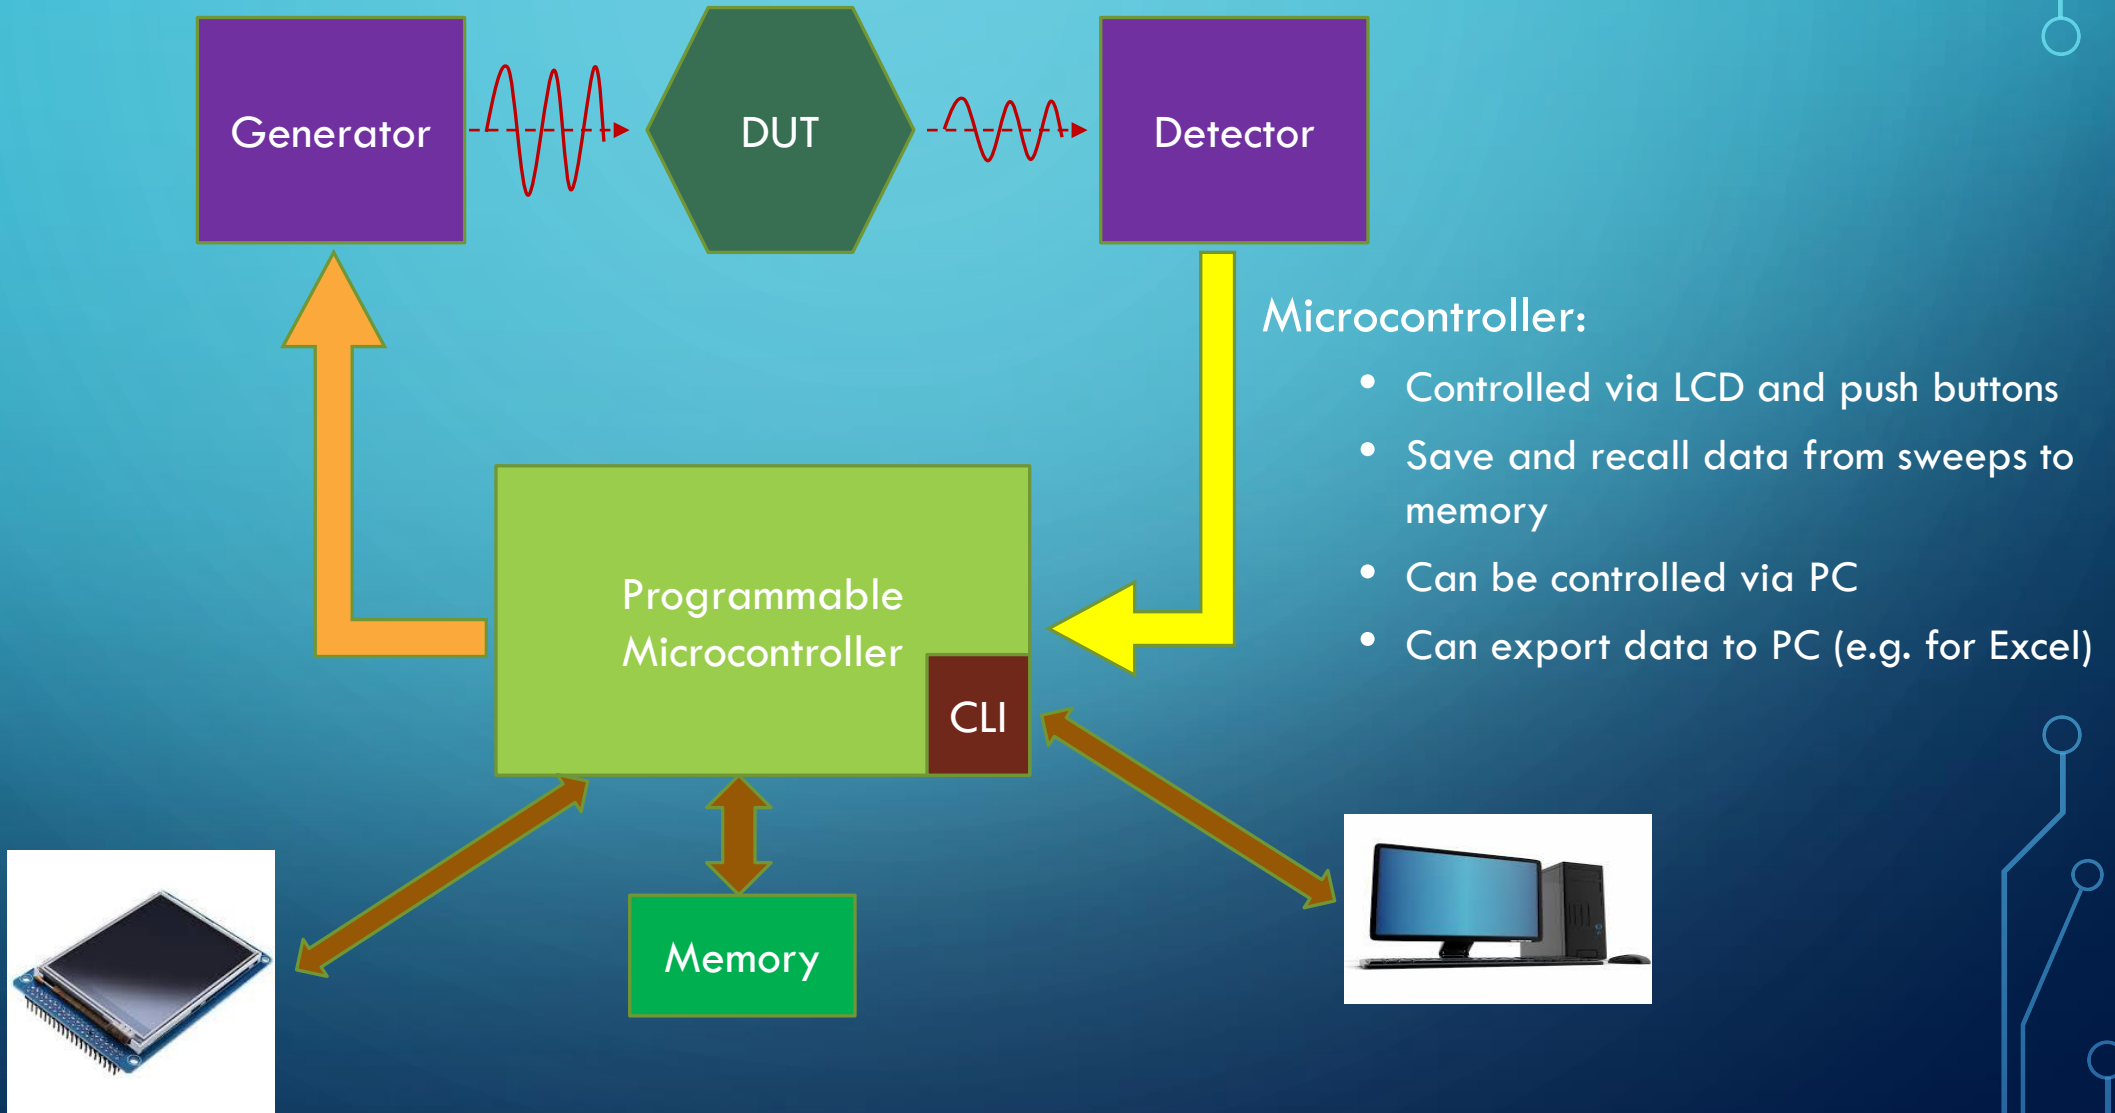 Generator
DUT
Detector
Microcontroller:
• Controlled via LCD and push buttons
• Save and recall data from sweeps to
memory
• Can be controlled via PC
• Can export data to PC (e.g. for Excel)
Programmable
Microcontroller
CLI
Memory